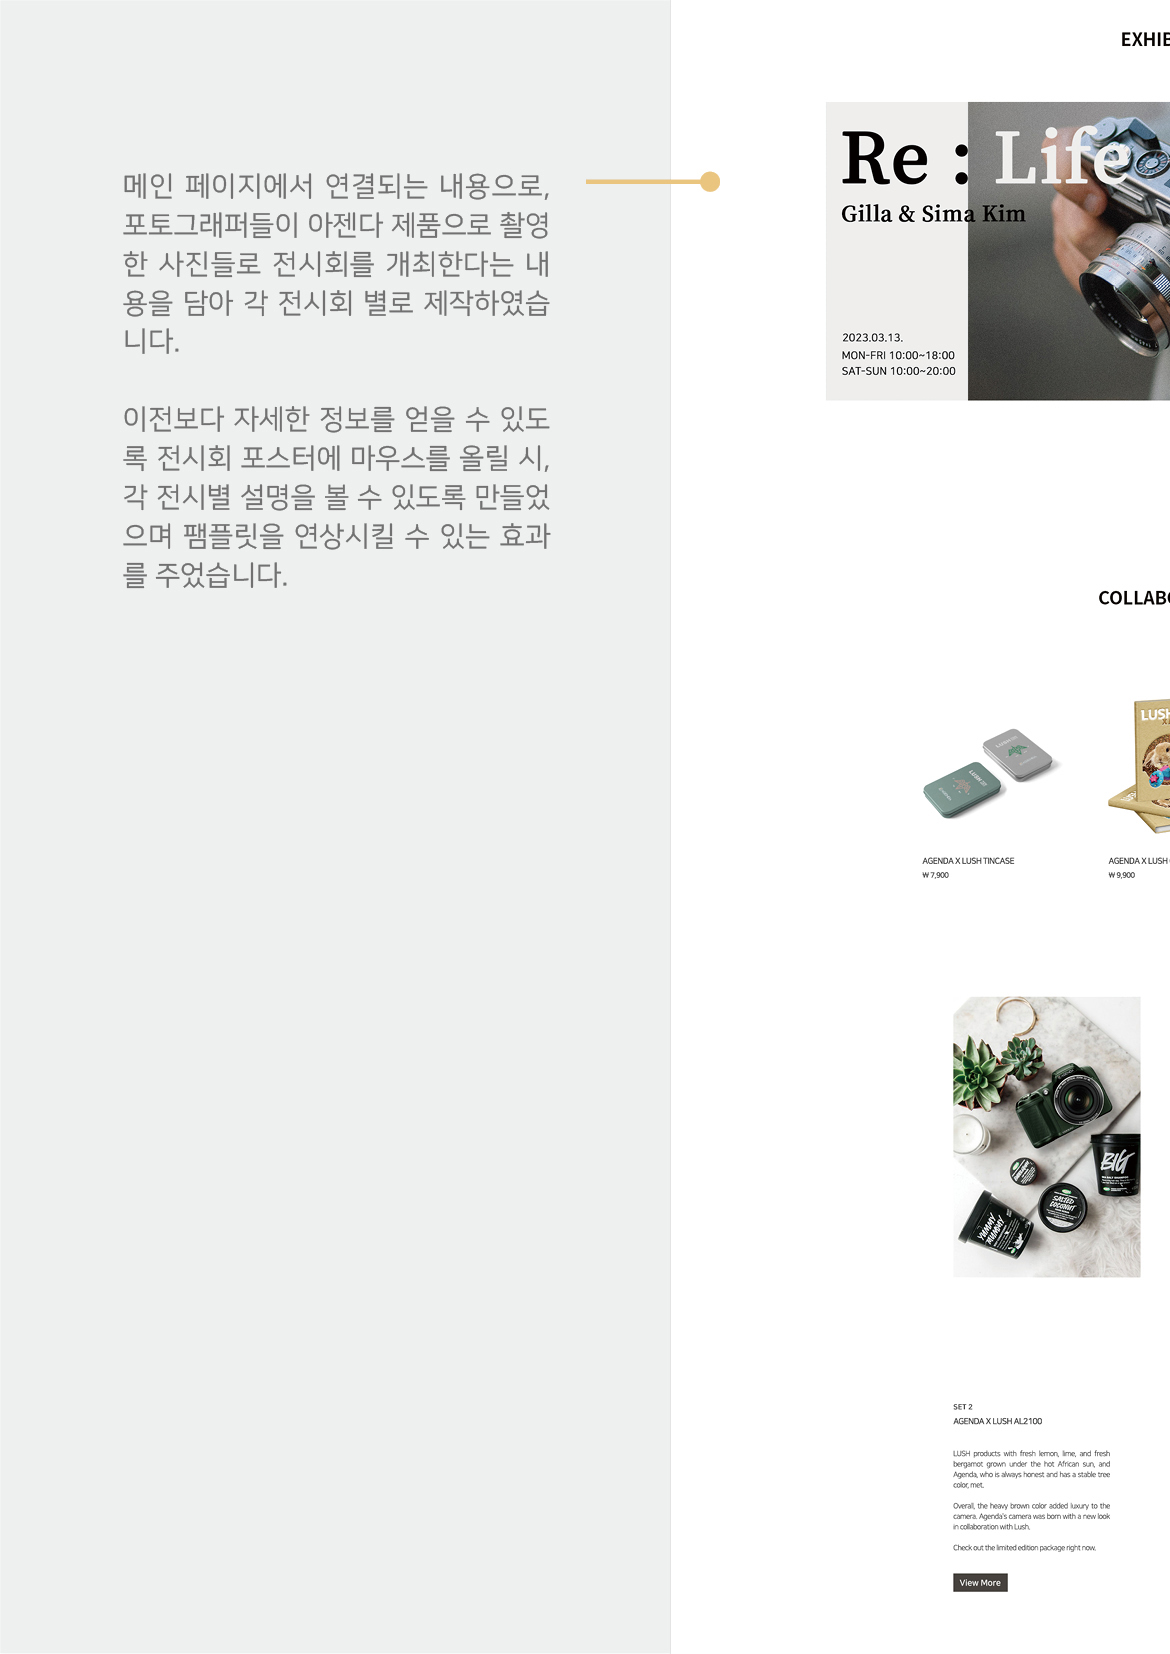 메인 페이지에서 연결되는 내용으로,
포토그래퍼들이 아젠다 제품으로 촬영
한 사진들로 전시회를 개최한다는 내
용을 담아 각 전시회 별로 제작하였습
니다.
이전보다 자세한 정보를 얻을 수 있도
록 전시회 포스터에 마우스를 올릴 시,
각 전시별 설명을 볼 수 있도록 만들었
으며 팸플릿을 연상시킬 수 있는 효과
를 주었습니다.
EXHIB
Re : Life
Gilla & Sima Kim
2023.03.13.
MON-FRI 10:00~18:00
SAT-SUN 10:00~20:00
COLLABO
LUSH
AGENDA X LUSH TINCASE
₩ 7,900
AGENDA X LUSH
₩ 9,900
BIG
SALTED
COCONUT
YUMMY
MUMMY
SET 2
AGENDA X LUSH AL2100
LUSH products with fresh lemon, lime, and fresh
bergamot grown under the hot African sun, and
Agenda, who is always honest and has a stable tree
color, met.
Overall, the heavy brown color added luxury to the
camera. Agenda's camera was born with a new look
in collaboration with Lush.
Check out the limited edition package right now.
View More